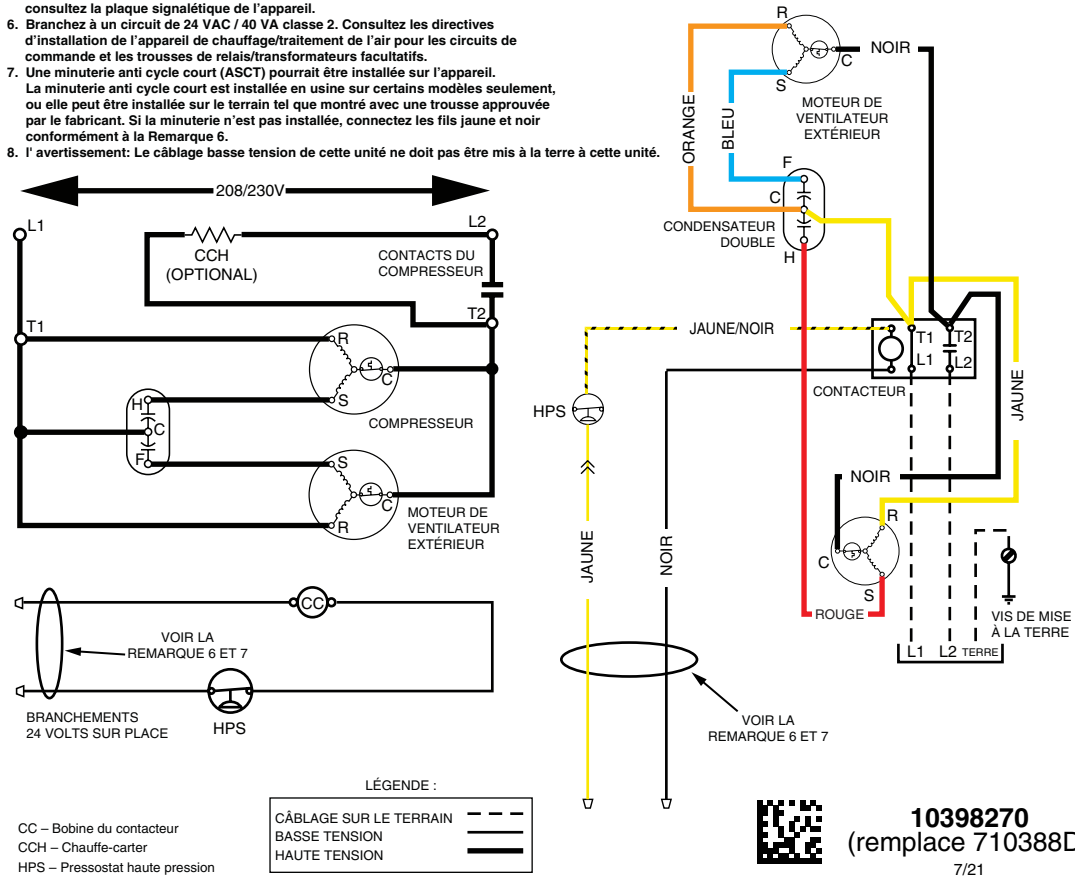 consultez la plaque signalétique de l'appareil.
6. Branchez à un circuit de 24 VAC / 40 VA classe 2. Consultez les directives
d'installation de l'appareil de chauffage/traitement de l'air pour les circuits de
commande et les trousses de relais/transformateurs facultatifs.
7. Une minuterie anti cycle court (ASCT) pourrait être installée sur l'appareil.
La minuterie anti cycle court est installée en usine sur certains modèles seulement,
ou elle peut être installée sur le terrain tel que montré avec une trousse approuvée
par le fabricant. Si la minuterie n'est pas installée, connectez les fils jaune et noir
conformément à la Remarque 6.
8. l' avertissement: Le câblage basse tension de cette unité ne doit pas être mis à la terre à cette unité.
208/230V
L1
L2
CCH
(OPTIONAL)
CONTACTS DU
COMPRESSEUR
T1
T2
R
C
S
COMPRESSEUR
H
C
F
S
C
R
MOTEUR DE
VENTILATEUR
EXTÉRIEUR
CC
VOIR LA
REMARQUE 6 ET 7
HPS
BRANCHEMENTS
24 VOLTS SUR PLACE
R
C
S
NOIR
MOTEUR DE
VENTILATEUR
EXTÉRIEUR
ORANGE
BLEU
F
C
H
CONDENSATEUR
DOUBLE
JAUNE/NOIR
T1
T2
L1
L2
CONTACTEUR
JAUNE
HPS
NOIR
R
C
S
ROUGE
JAUNE
NOIR
VIS DE MISE
À LA TERRE
L1
L2
TERRE
VOIR LA
REMARQUE 6 ET 7
LÉGENDE :
CÂBLAGE SUR LE TERRAIN
BASSE TENSION
HAUTE TENSION
CC – Bobine du contacteur
CCH – Chauffe-carter
HPS – Pressostat haute pression
10398270
(remplace 710388D
7/21